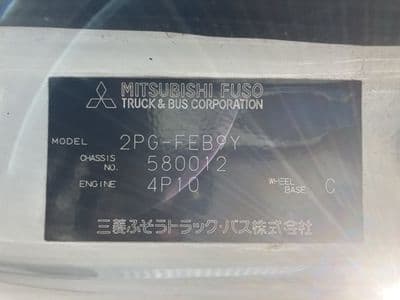 MITSUBISHI FUSO
TRUCK & BUS CORPORATION
MODEL 2PG-FEB9Y
CHASSIS NO. 580012
ENGINE 4P10 WHEEL BASE C
三菱ふそうトラック・バス株式会社